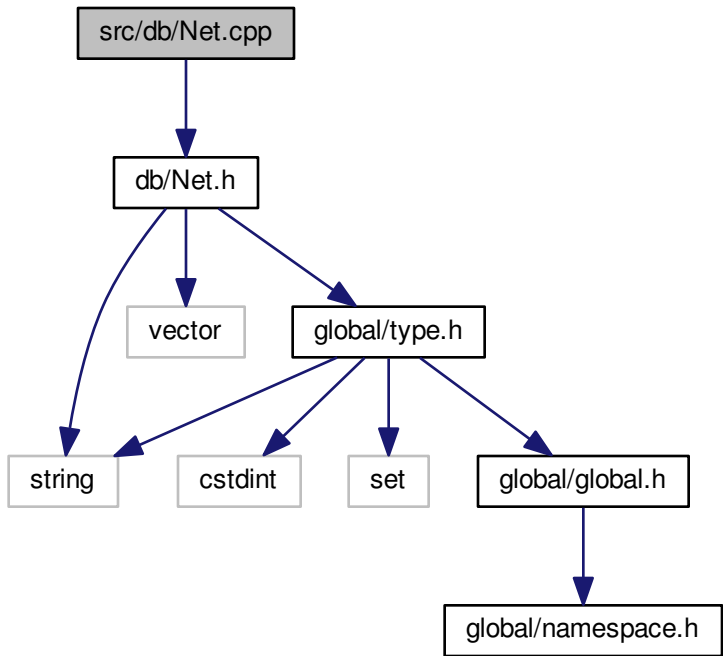 src/db/Net.cpp
db/Net.h
vector
global/type.h
string
cstdint
set
global/global.h
global/namespace.h